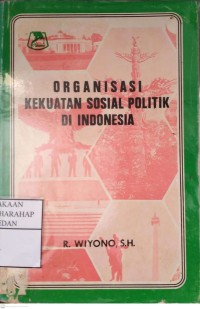 ORGANISASI
KEKUATAN SOSIAL POLITIK
DI INDONESIA
AKAAN
HARAHAP
EDAN
R. WIYONO, S.H.